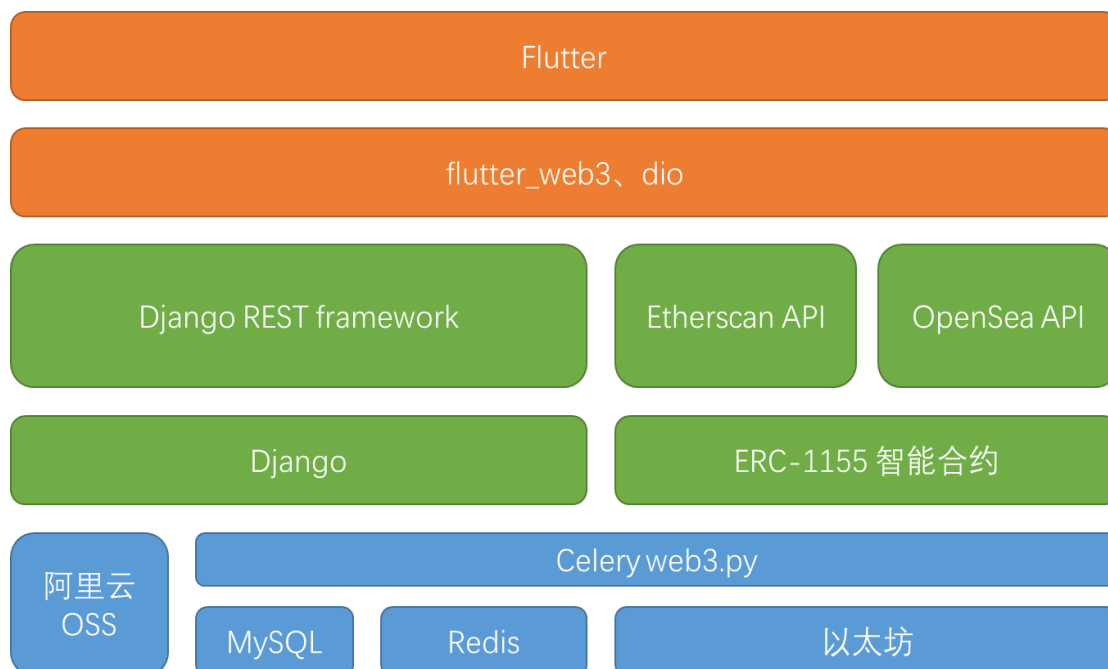 Flutter
flutter_web3、dio
Django REST framework
Etherscan API
OpenSea API
Django
ERC-1155 智能合约
阿里云
OSS
Celery web3.py
MySQL
Redis
以太坊